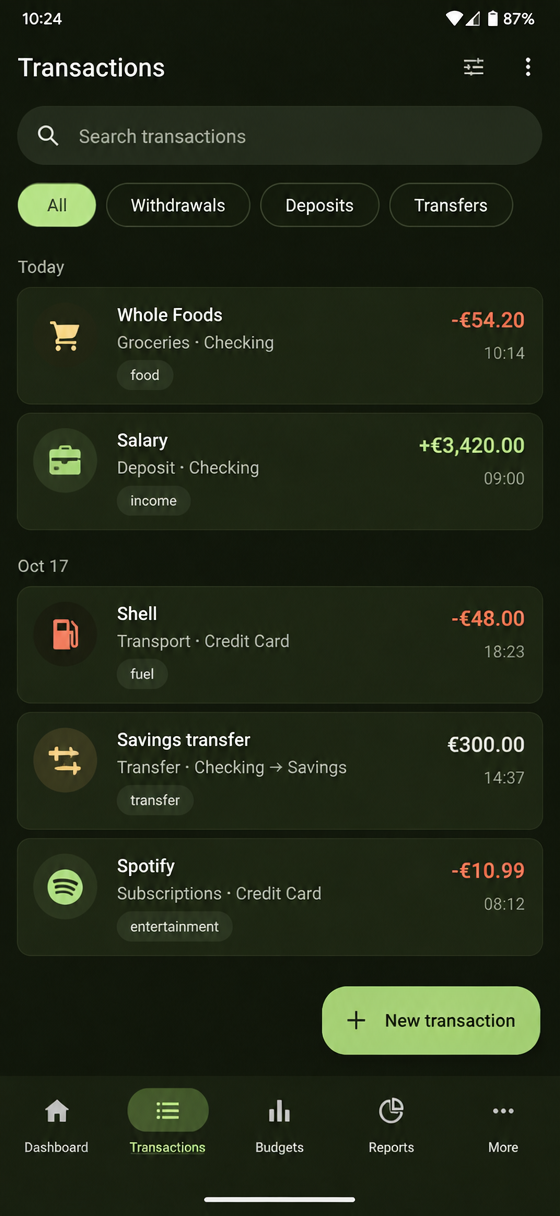 10:24
87%
Transactions
Search transactions
All
Withdrawals
Deposits
Transfers
Today
Whole Foods
-€54.20
Groceries · Checking
10:14
food
Salary
+€3,420.00
Deposit · Checking
09:00
income
Oct 17
Shell
-€48.00
Transport · Credit Card
18:23
fuel
Savings transfer
€300.00
Transfer · Checking → Savings
14:37
transfer
Spotify
-€10.99
Subscriptions · Credit Card
08:12
entertainment
New transaction
Dashboard
Transactions
Budgets
Reports
More